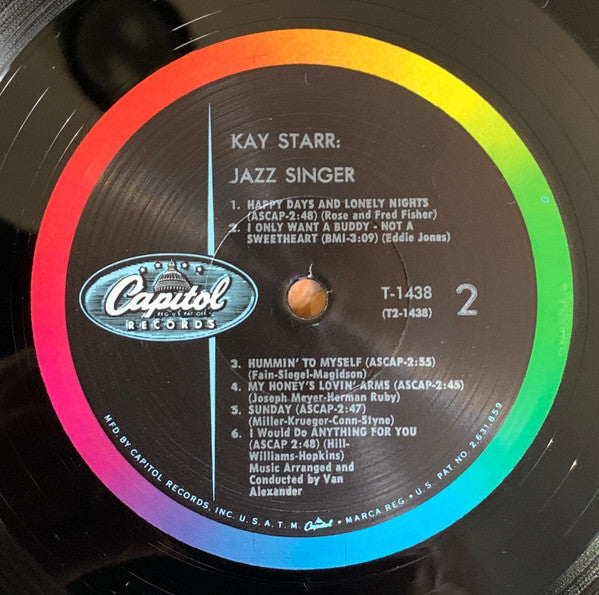 KAY STARR:
JAZZ SINGER
1. HAPPY DAYS AND LONELY NIGHTS
(ASCAP-2:48) (Rose and Fred Fisher)
2. I ONLY WANT A BUDDY - NOT A
SWEETHEART (BMI-3:09) (Eddie Jones)
Capitol
REG. U.S. PAT. OFF.
RECORDS
T-1438
(T2-1438)
2
3. HUMMIN' TO MYSELF (ASCAP-2:35)
(Fain-Siegel-Magidson)
4. MY HONEY'S LOVIN' ARMS (ASCAP-2:45)
(Joseph Meyer-Herman Ruby)
5. SUNDAY (ASCAP-2:47)
(Miller-Krueger-Conn-Styne)
6. I Would Do ANYTHING FOR YOU
(ASCAP 2:48) (Hill-
Williams-Hopkins)
Music Arranged and
Conducted by Van
Alexander
MFD. BY CAPITOL RECORDS, INC. U. S. A. T. M. Capitol MARCA REG. • U. S. PAT. NO. 2,631,859